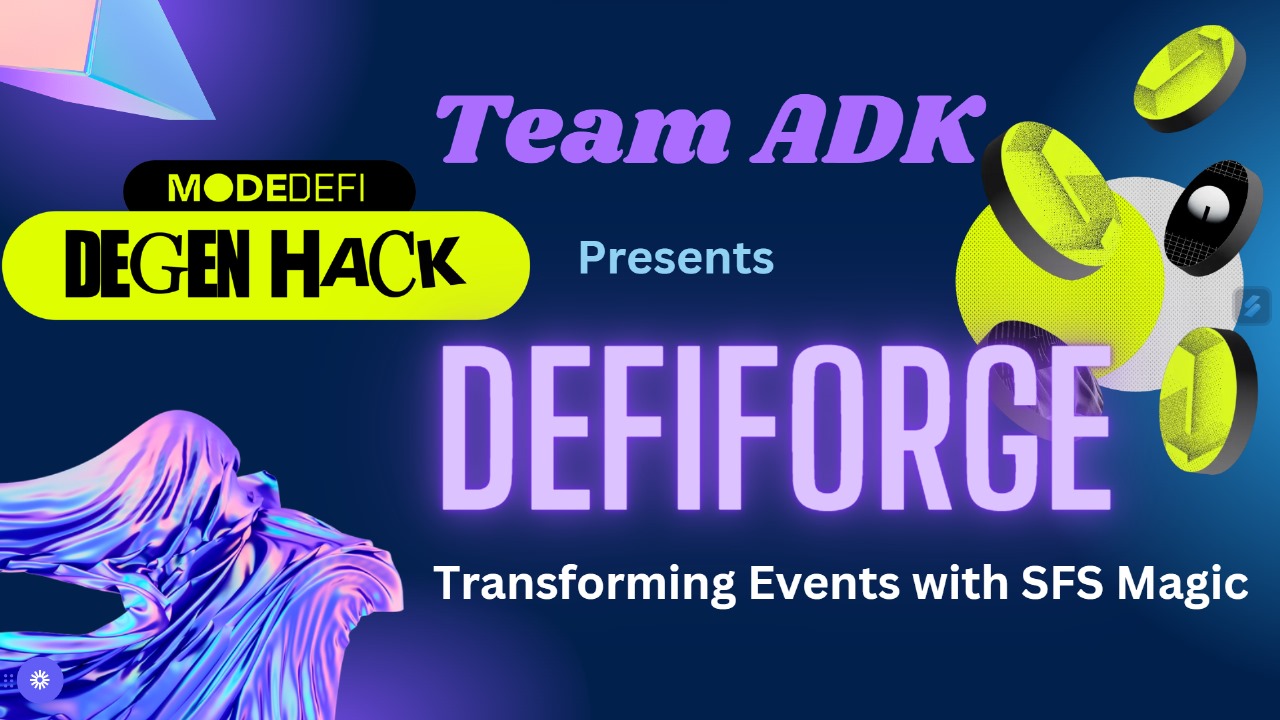 Team ADK
MODEDEFI
DEGEN HACK
Presents
DEFIFORGE
Transforming Events with SFS Magic